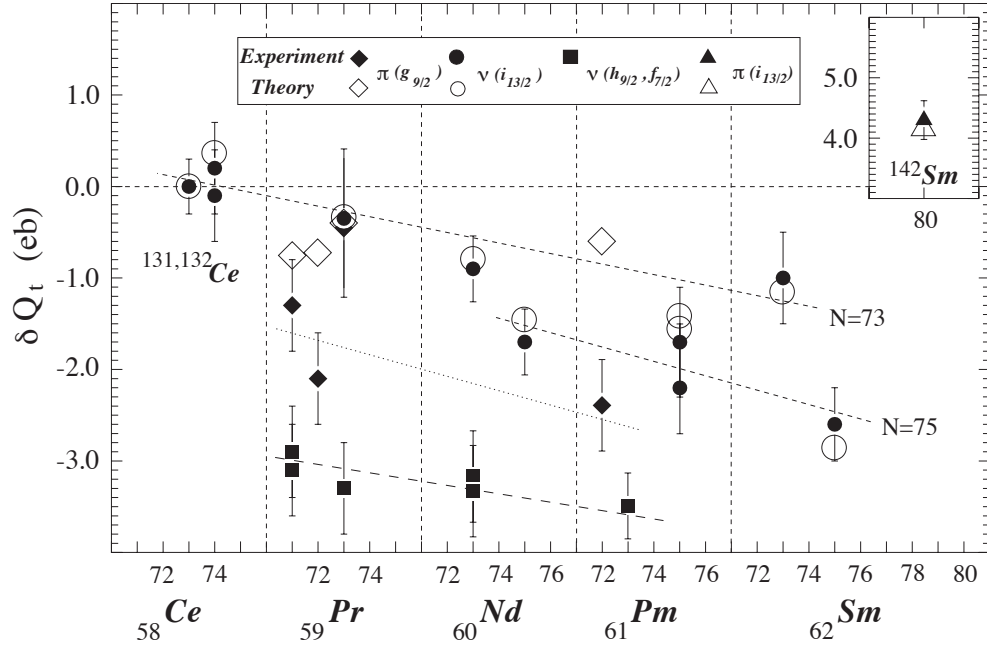 Experiment π (g 9/2) ν (i13/2) ν (h9/2 , f7/2) π (i13/2)
Theory
5.0
4.0
142Sm
80
1.0
0.0
-1.0
-2.0
-3.0
δ Qt (eb)
131,132Ce
N=73
N=75
72 74 72 74 72 74 76 72 74 76 72 74 76 78 80
58Ce 59Pr 60Nd 61Pm 62Sm